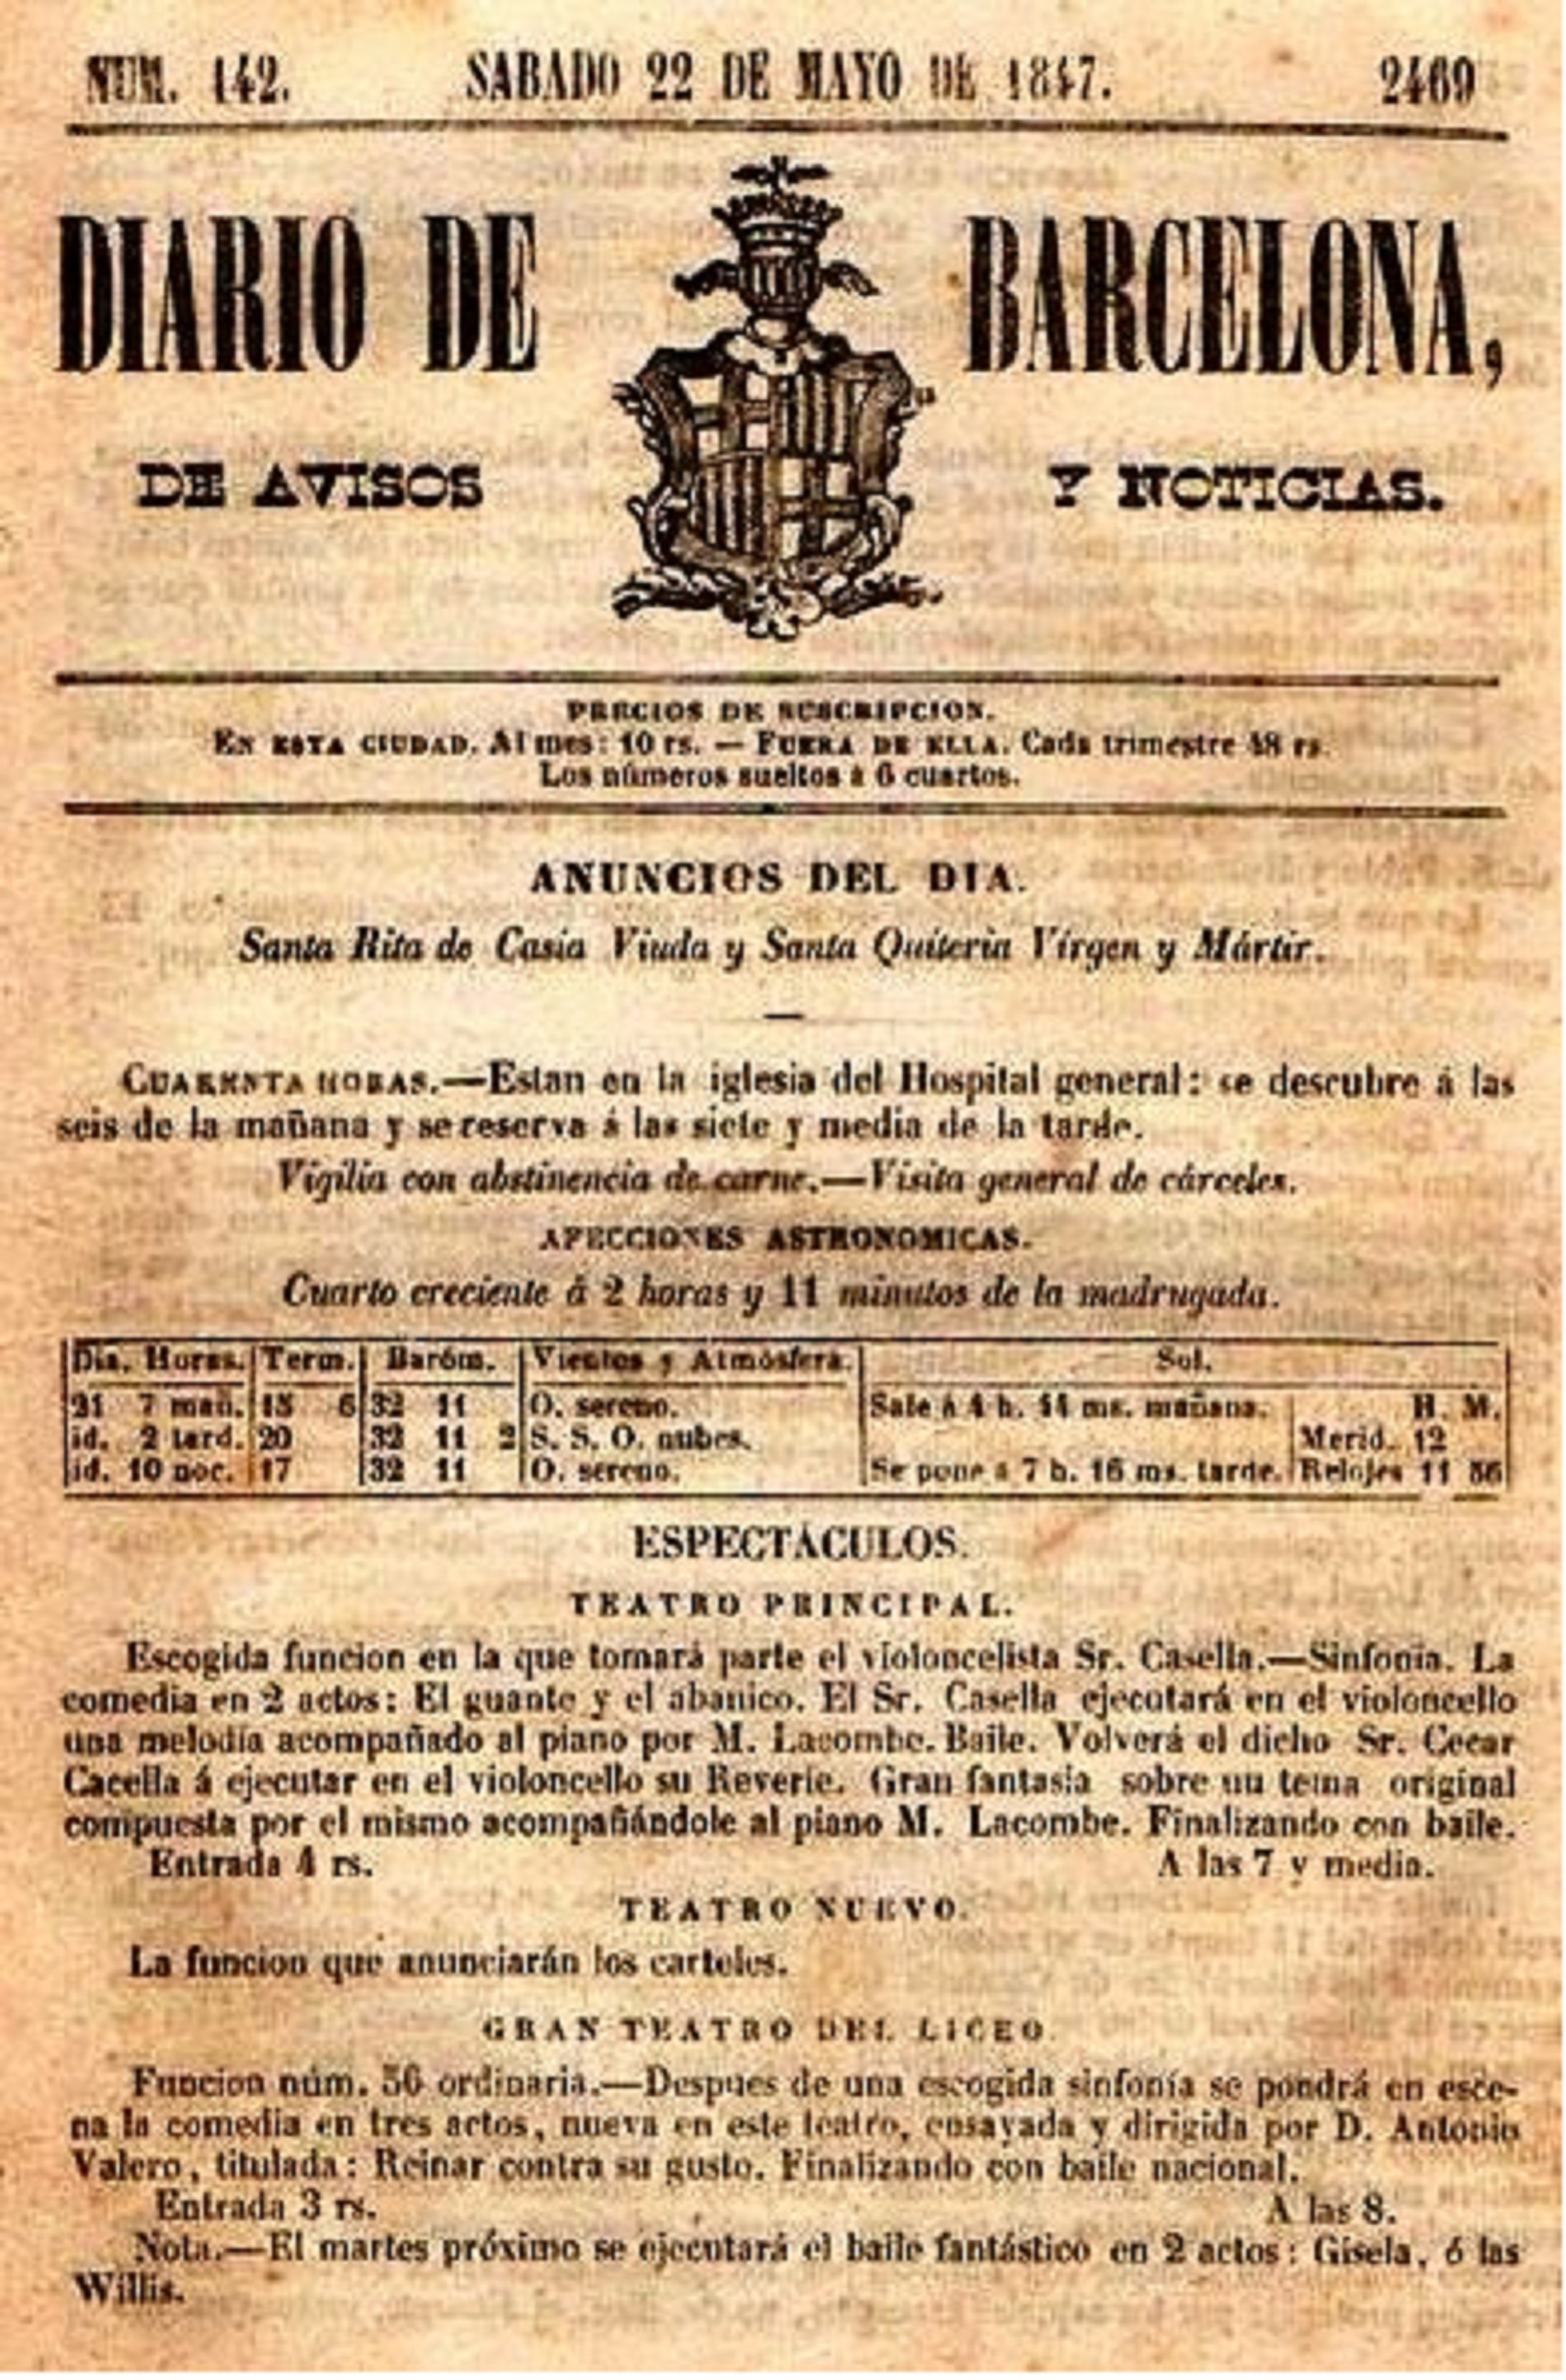 NUM. 142. SABADO 22 DE MAYO DE 1847. 2469
DIARIO DE BARCELONA,
DE AVISOS Y NOTICIAS.
PRECIOS DE SUSCRIPCION.
EN ESTA CIUDAD. Al mes: 10 rs. — FUERA DE ELLA. Cada trimestre 48 rs.
Los números sueltos á 6 cuartos.
ANUNCIOS DEL DIA.
Santa Rita de Casia Viuda y Santa Quiteria Vírgen y Mártir.
CUARENTA HORAS.—Estan en la iglesia del Hospital general: se descubre á las
seis de la mañana y se reserva á las siete y media de la tarde.
Vigilia con abstinencia de carne.—Visita general de cárceles.
AFECCIONES ASTRONOMICAS.
Cuarto creciente á 2 horas y 11 minutos de la madrugada.
Dia. Horas. Term. Baróm. Vientos y Atmósfera. Sol.
21 7 mañ. 15 6 32 11 O. sereno. Sale á 4 h. 44 ms. mañana. H. M.
id. 2 tard. 20 32 11 2 S. S. O. nubes. Merid. 12
id. 10 noc. 17 32 11 O. sereno. Se pone á 7 h. 16 ms. tarde. Relojes 11 56
ESPECTÁCULOS.
TEATRO PRINCIPAL.
Escogida funcion en la que tomará parte el violoncelista Sr. Casella.—Sinfonía. La
comedia en 2 actos: El guante y el abanico. El Sr. Casella ejecutará en el violoncello
una melodía acompañado al piano por M. Lacombe. Baile. Volverá el dicho Sr. Cecar
Cacella á ejecutar en el violoncello su Reverie. Gran fantasia sobre un tema original
compuesta por el mismo acompañándole al piano M. Lacombe. Finalizando con baile.
Entrada 4 rs. A las 7 y media.
TEATRO NUEVO.
La funcion que anunciarán los carteles.
GRAN TEATRO DEL LICEO
Funcion núm. 56 ordinaria.—Despues de una escogida sinfonía se pondrá en esce-
na la comedia en tres actos, nueva en este teatro, ensayada y dirigida por D. Antonio
Valero, titulada: Reinar contra su gusto. Finalizando con baile nacional.
Entrada 3 rs. A las 8.
Nota.—El martes próximo se ejecutará el baile fantástico en 2 actos: Gisela, ó las
Willis.